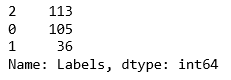 2    113
0    105
1     36
Name: Labels, dtype: int64